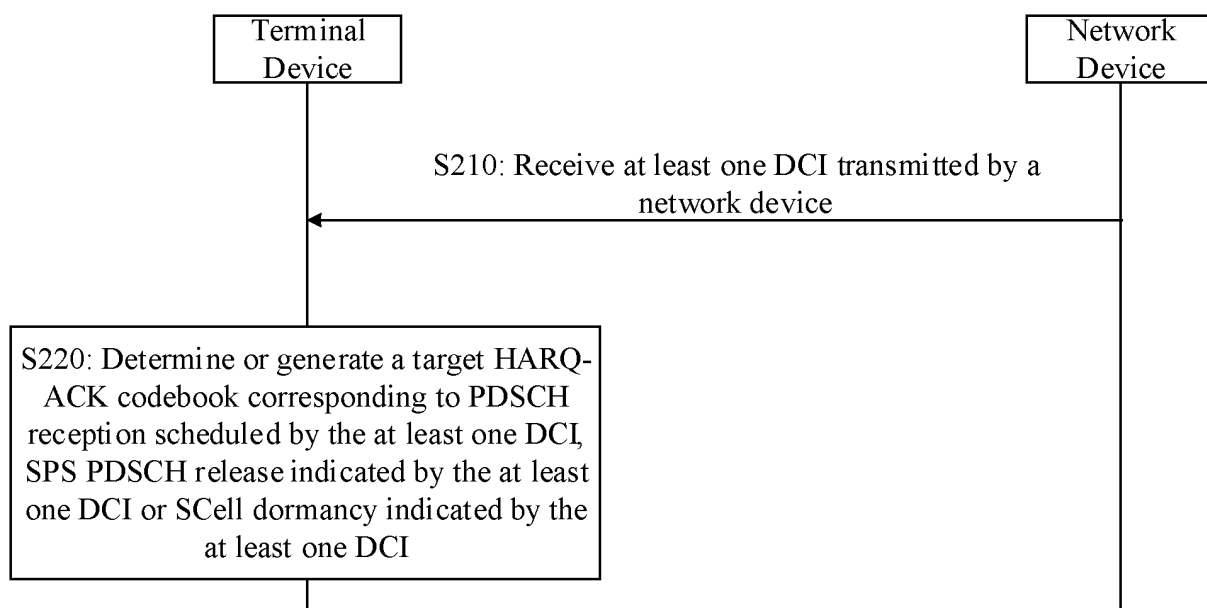 Terminal
Device
Network
Device
S210: Receive at least one DCI transmitted by a
network device
S220: Determine or generate a target HARQ-
ACK codebook corresponding to PDSCH
reception scheduled by the at least one DCI,
SPS PDSCH release indicated by the at least
one DCI or SCell dormancy indicated by the
at least one DCI